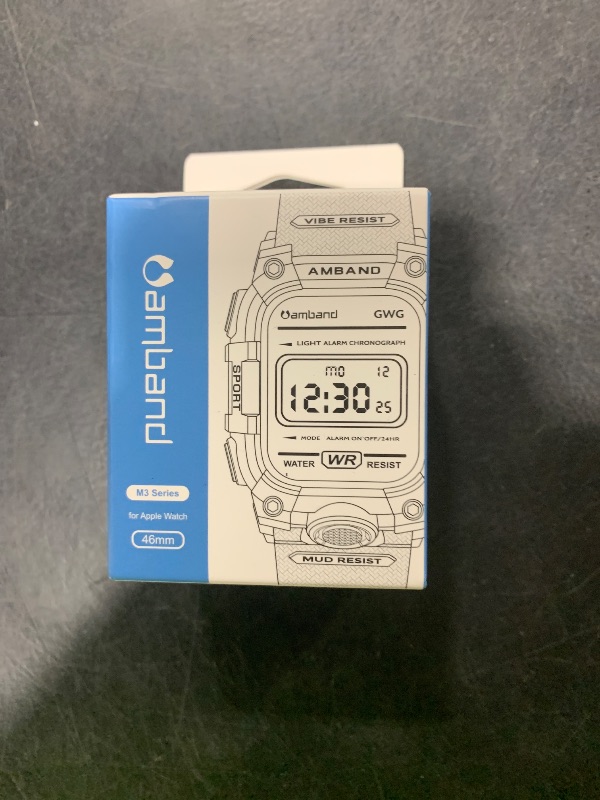 amband
M3 Series
for Apple Watch
46mm
VIBE RESIST
AMBAND
amband GWG
LIGHT ALARM CHRONOGRAPH
MO 12
12:30 25
SPORT
MODE ALARM ON OFF/24HR
WATER WR RESIST
MUD RESIST